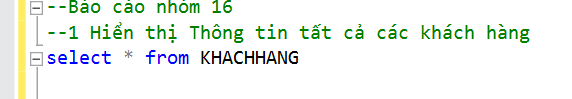 --Báo cáo nhóm 16
--1 Hiển thị Thông tin tất cả các khách hàng
select * from KHACHHANG